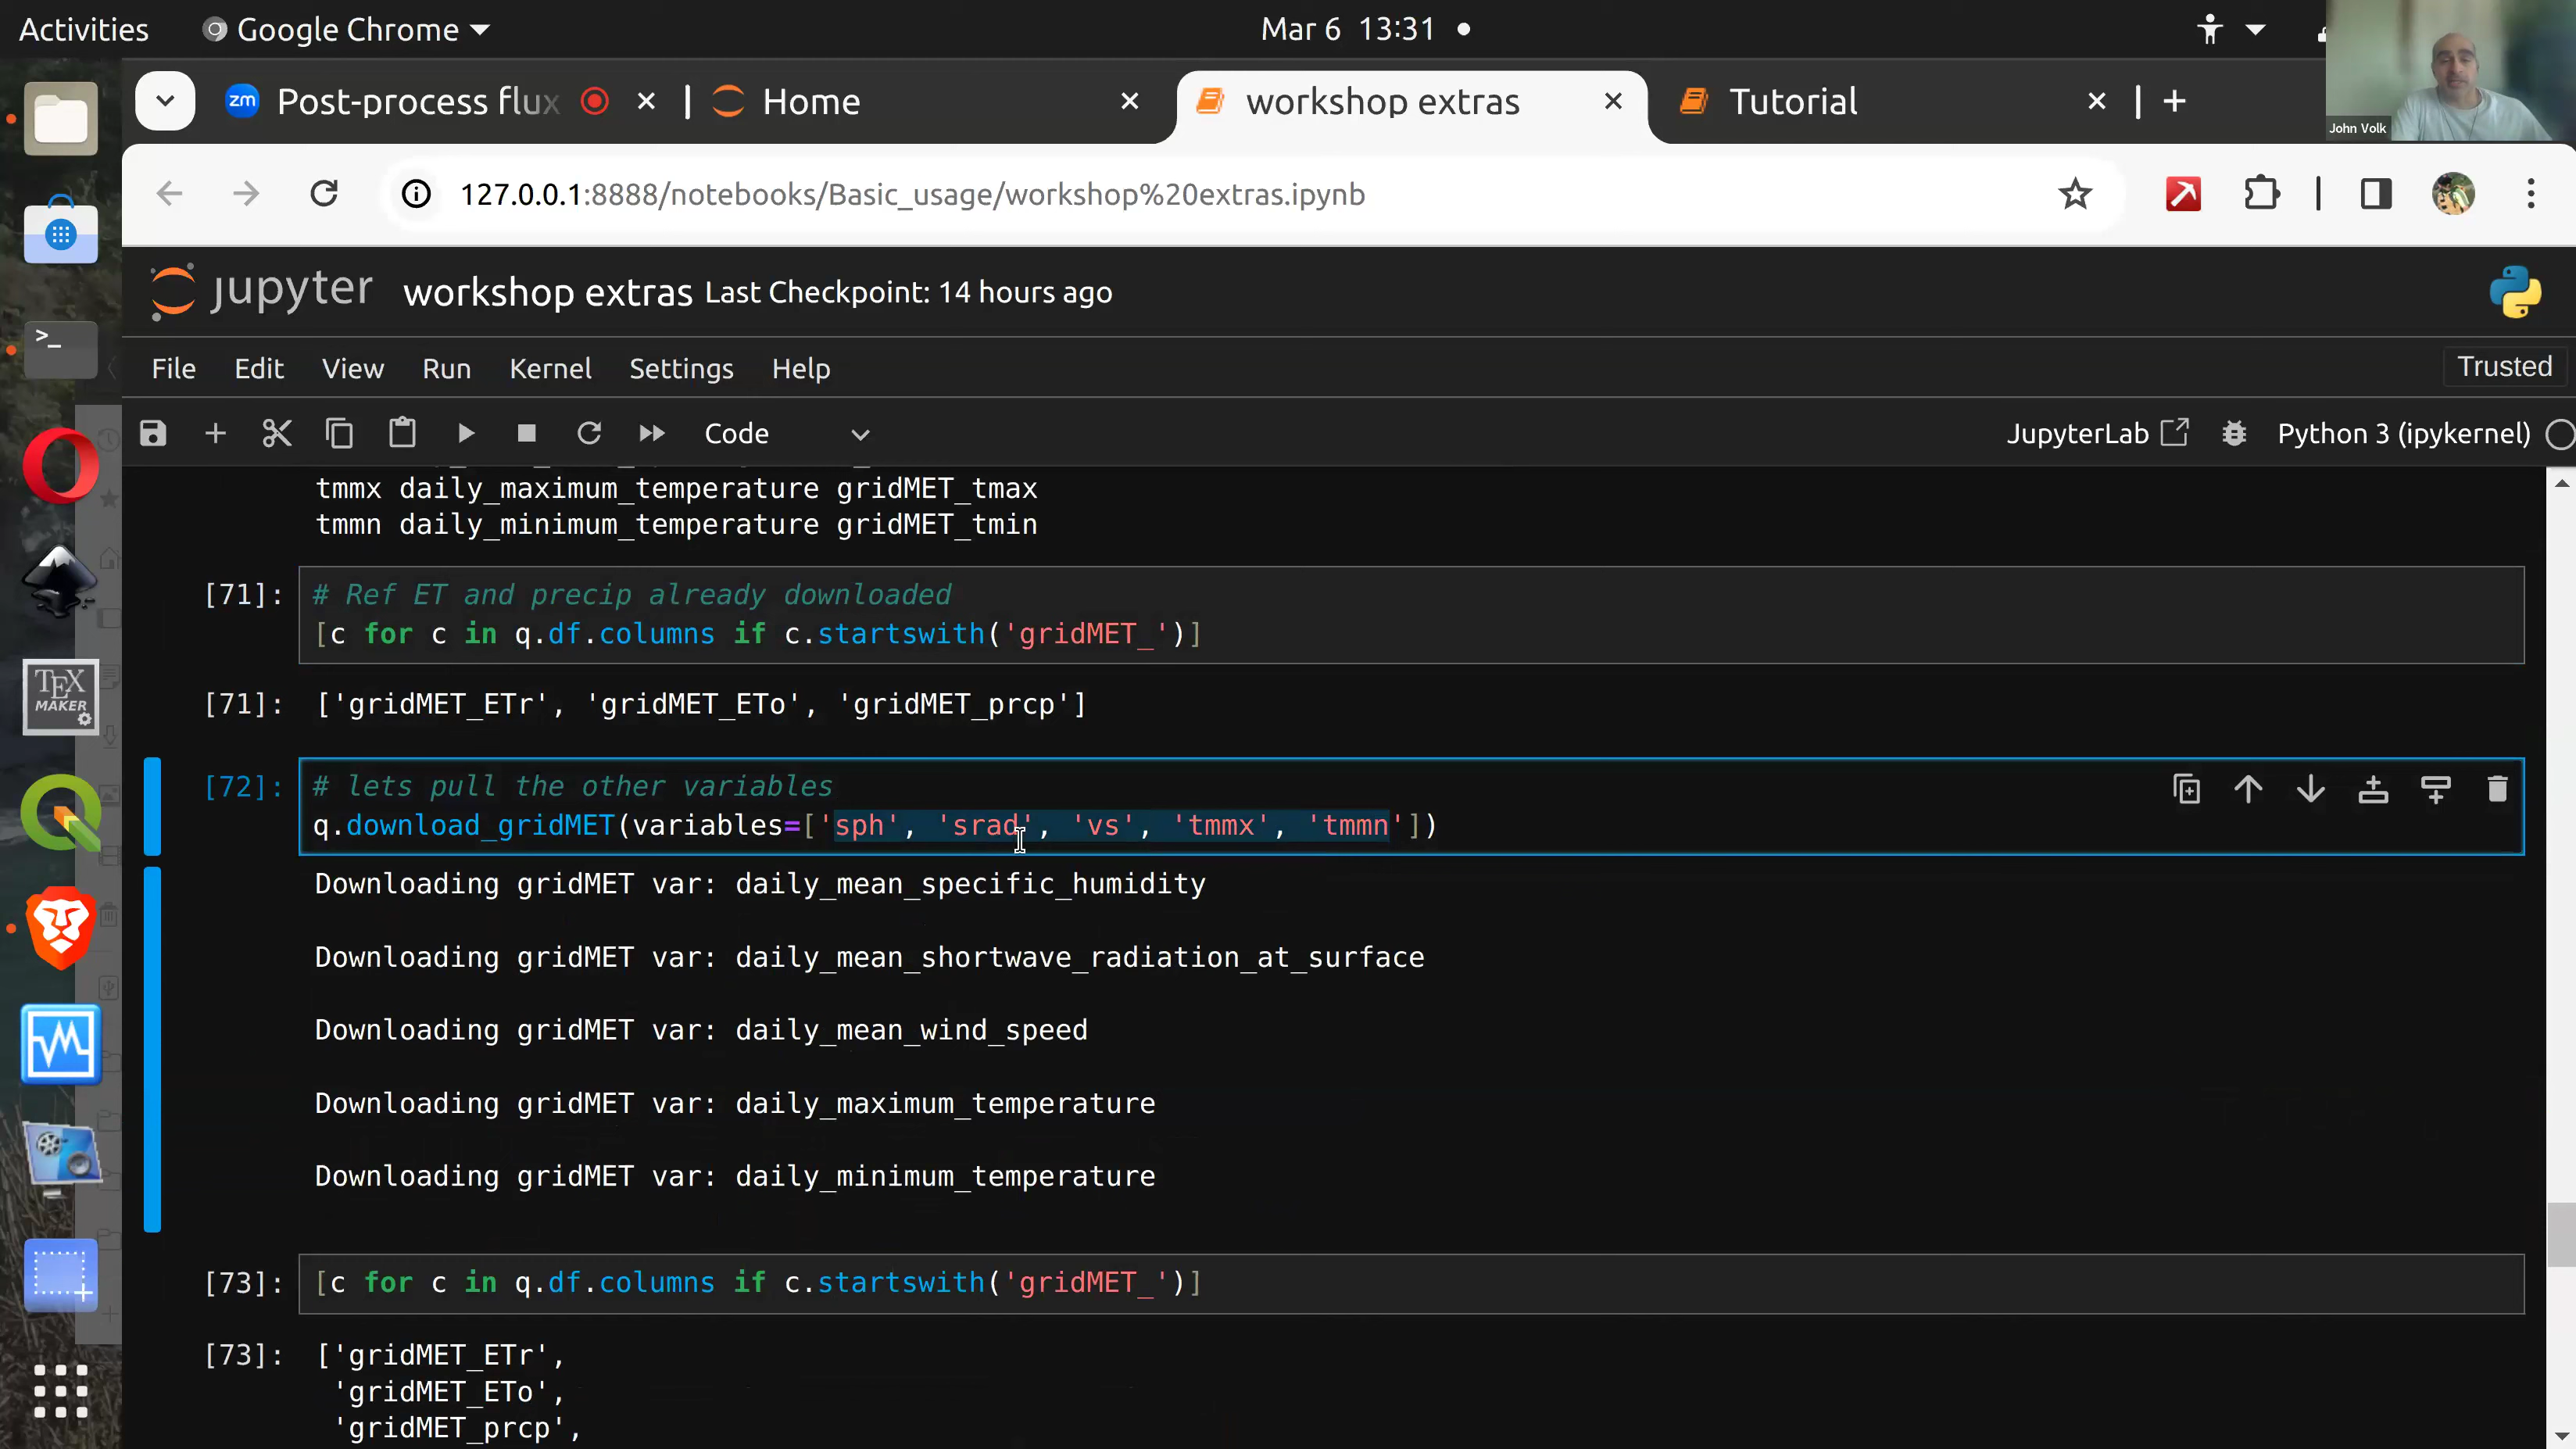 Activities Google Chrome Mar 6 13:31
zm Post-process flux Home workshop extras Tutorial
John Volk
127.0.0.1:8888/notebooks/Basic_usage/workshop%20extras.ipynb
jupyter workshop extras Last Checkpoint: 14 hours ago
File Edit View Run Kernel Settings Help Trusted
Code JupyterLab Python 3 (ipykernel)
tmmx daily_maximum_temperature gridMET_tmax
tmmn daily_minimum_temperature gridMET_tmin
[71]: # Ref ET and precip already downloaded
[c for c in q.df.columns if c.startswith('gridMET_')]
[71]: ['gridMET_ETr', 'gridMET_ETo', 'gridMET_prcp']
[72]: # lets pull the other variables
q.download_gridMET(variables=['sph', 'srad', 'vs', 'tmmx', 'tmmn'])
Downloading gridMET var: daily_mean_specific_humidity
Downloading gridMET var: daily_mean_shortwave_radiation_at_surface
Downloading gridMET var: daily_mean_wind_speed
Downloading gridMET var: daily_maximum_temperature
Downloading gridMET var: daily_minimum_temperature
[73]: [c for c in q.df.columns if c.startswith('gridMET_')]
[73]: ['gridMET_ETr',
'gridMET_ETo',
'gridMET_prcp',
TEX
MAKER